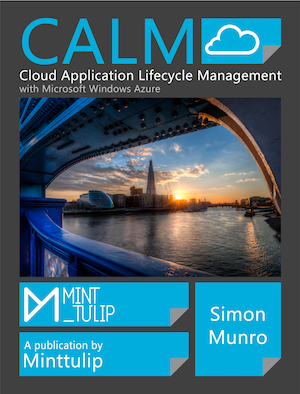 CALM
Cloud Application Lifecycle Management
with Microsoft Windows Azure
MINT
_TULIP
A publication by
Minttulip
Simon
Munro